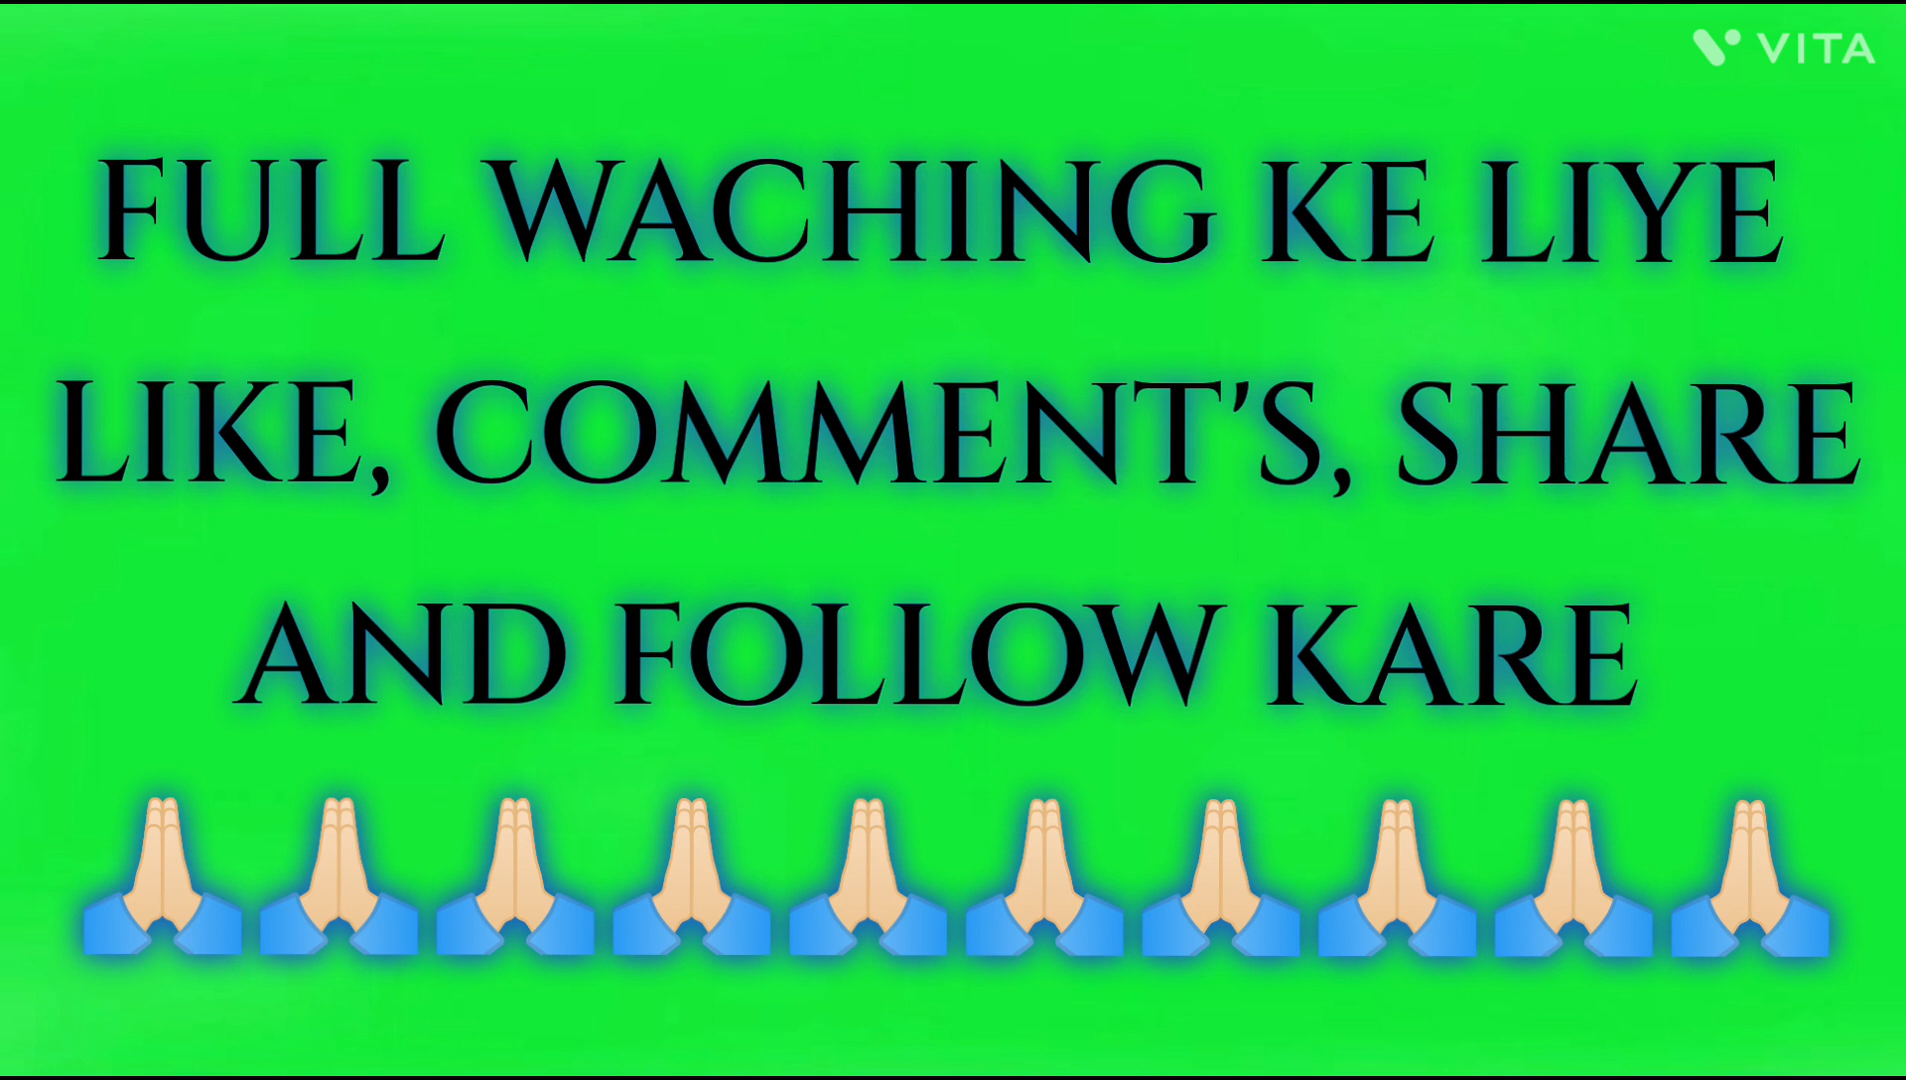 VITA
FULL WACHING KE LIYE
LIKE, COMMENT'S, SHARE
AND FOLLOW KARE
🙏🏻🙏🏻🙏🏻🙏🏻🙏🏻🙏🏻🙏🏻🙏🏻🙏🏻🙏🏻